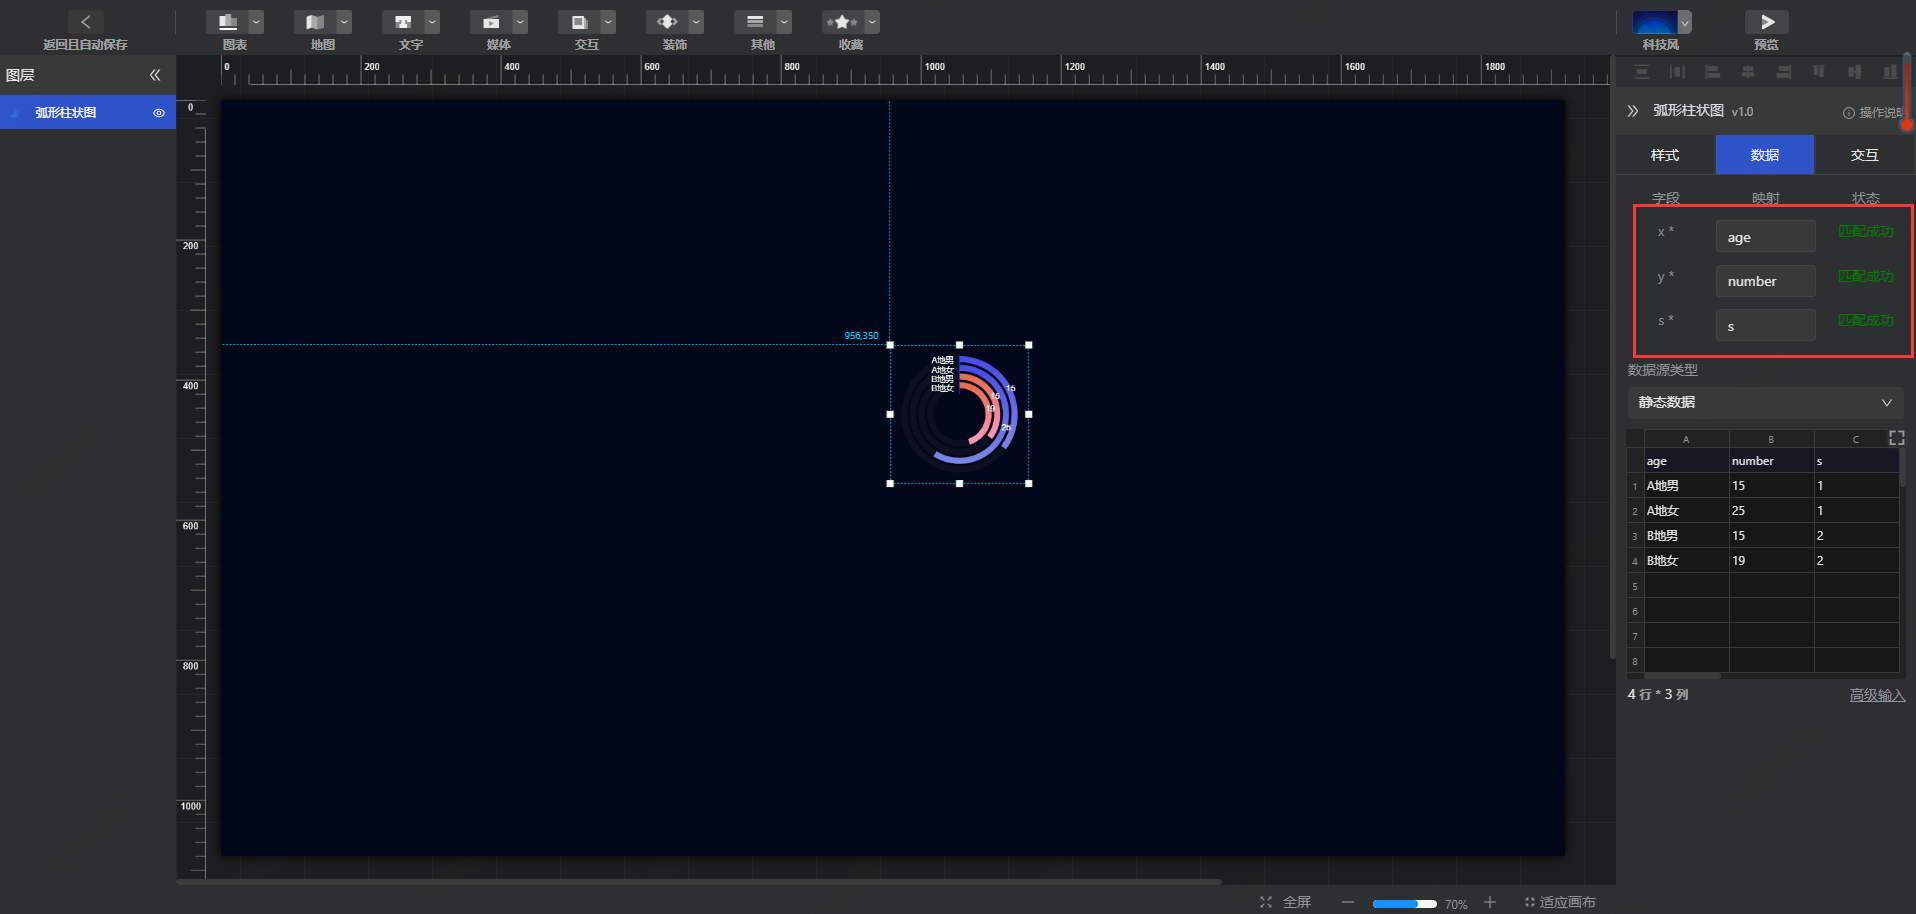 返回且自动保存
图表
地图
文字
媒体
交互
装饰
其他
收藏
科技风
预览
图层
弧形柱状图
0
200
400
600
800
1000
1200
1400
1600
1800
0
200
400
600
800
1000
956,350
A地男
A地女
B地男
B地女
15
15
19
25
弧形柱状图 v1.0
操作说明
样式
数据
交互
字段 映射 状态
x * age 匹配成功
y * number 匹配成功
s * s 匹配成功
数据源类型
静态数据
A B C
age number s
1 A地男 15 1
2 A地女 25 1
3 B地男 15 2
4 B地女 19 2
5
6
7
8
4 行 * 3 列
高级输入
全屏
70%
适应画布